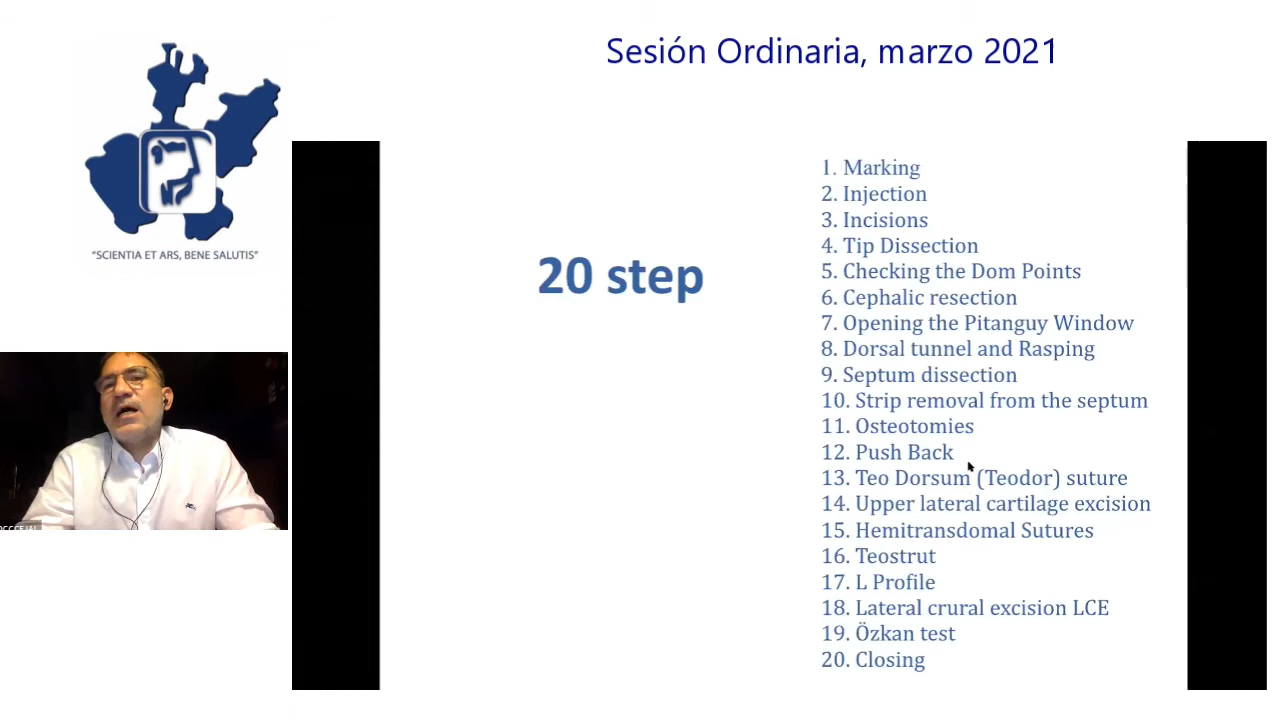 Sesión Ordinaria, marzo 2021
"SCIENTIA ET ARS, BENE SALUTIS"
20 step
1. Marking
2. Injection
3. Incisions
4. Tip Dissection
5. Checking the Dom Points
6. Cephalic resection
7. Opening the Pitanguy Window
8. Dorsal tunnel and Rasping
9. Septum dissection
10. Strip removal from the septum
11. Osteotomies
12. Push Back
13. Teo Dorsum (Teodor) suture
14. Upper lateral cartilage excision
15. Hemitransdomal Sutures
16. Teostrut
17. L Profile
18. Lateral crural excision LCE
19. Özkan test
20. Closing